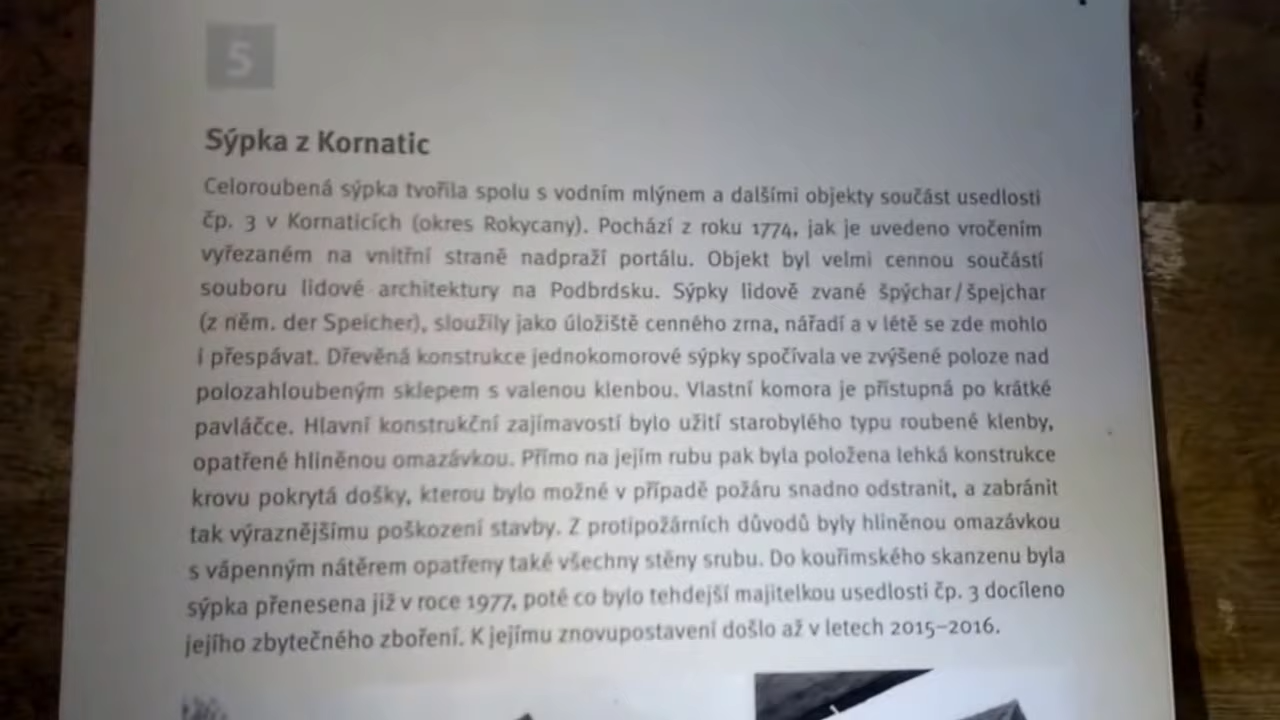 5
Sýpka z Kornatic
Celoroubená sýpka tvořila spolu s vodním mlýnem a dalšími objekty součást usedlosti
čp. 3 v Kornaticích (okres Rokycany). Pochází z roku 1774, jak je uvedeno vročením
vyřezaném na vnitřní straně nadpraží portálu. Objekt byl velmi cennou součástí
souboru lidové architektury na Podbrdsku. Sýpky lidově zvané špýchar/špejchar
(z něm. der Speicher), sloužily jako úložiště cenného zrna, nářadí a v létě se zde mohlo
i přespávat. Dřevěná konstrukce jednokomorové sýpky spočívala ve zvýšené poloze nad
polozahloubeným sklepem s valenou klenbou. Vlastní komora je přístupná po krátké
pavláčce. Hlavní konstrukční zajímavostí bylo užití starobylého typu roubené klenby,
opatřené hliněnou omazávkou. Přímo na jejím rubu pak byla položena lehká konstrukce
krovu pokrytá došky, kterou bylo možné v případě požáru snadno odstranit, a zabránit
tak výraznějšímu poškození stavby. Z protipožárních důvodů byly hliněnou omazávkou
s vápenným nátěrem opatřeny také všechny stěny srubu. Do kouřimského skanzenu byla
sýpka přenesena již v roce 1977, poté co bylo tehdejší majitelkou usedlosti čp. 3 docíleno
jejího zbytečného zboření. K jejímu znovupostavení došlo až v letech 2015–2016.